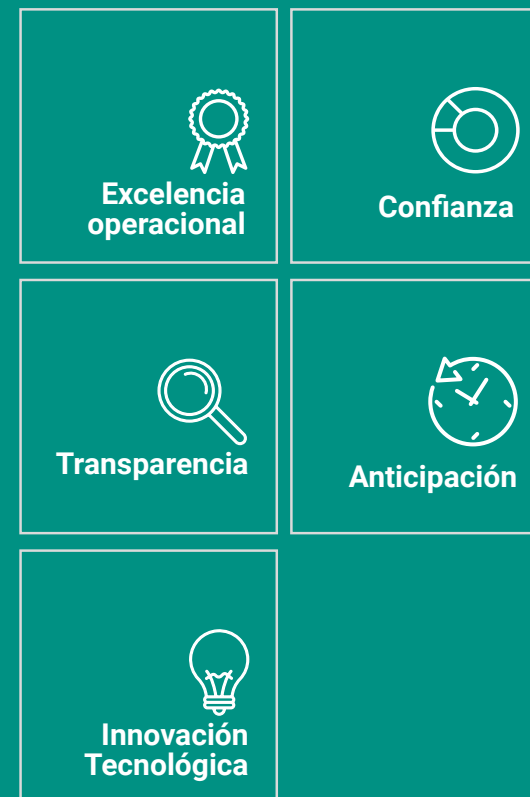 Excelencia
operacional
Confianza
Transparencia
Anticipación
Innovación
Tecnológica